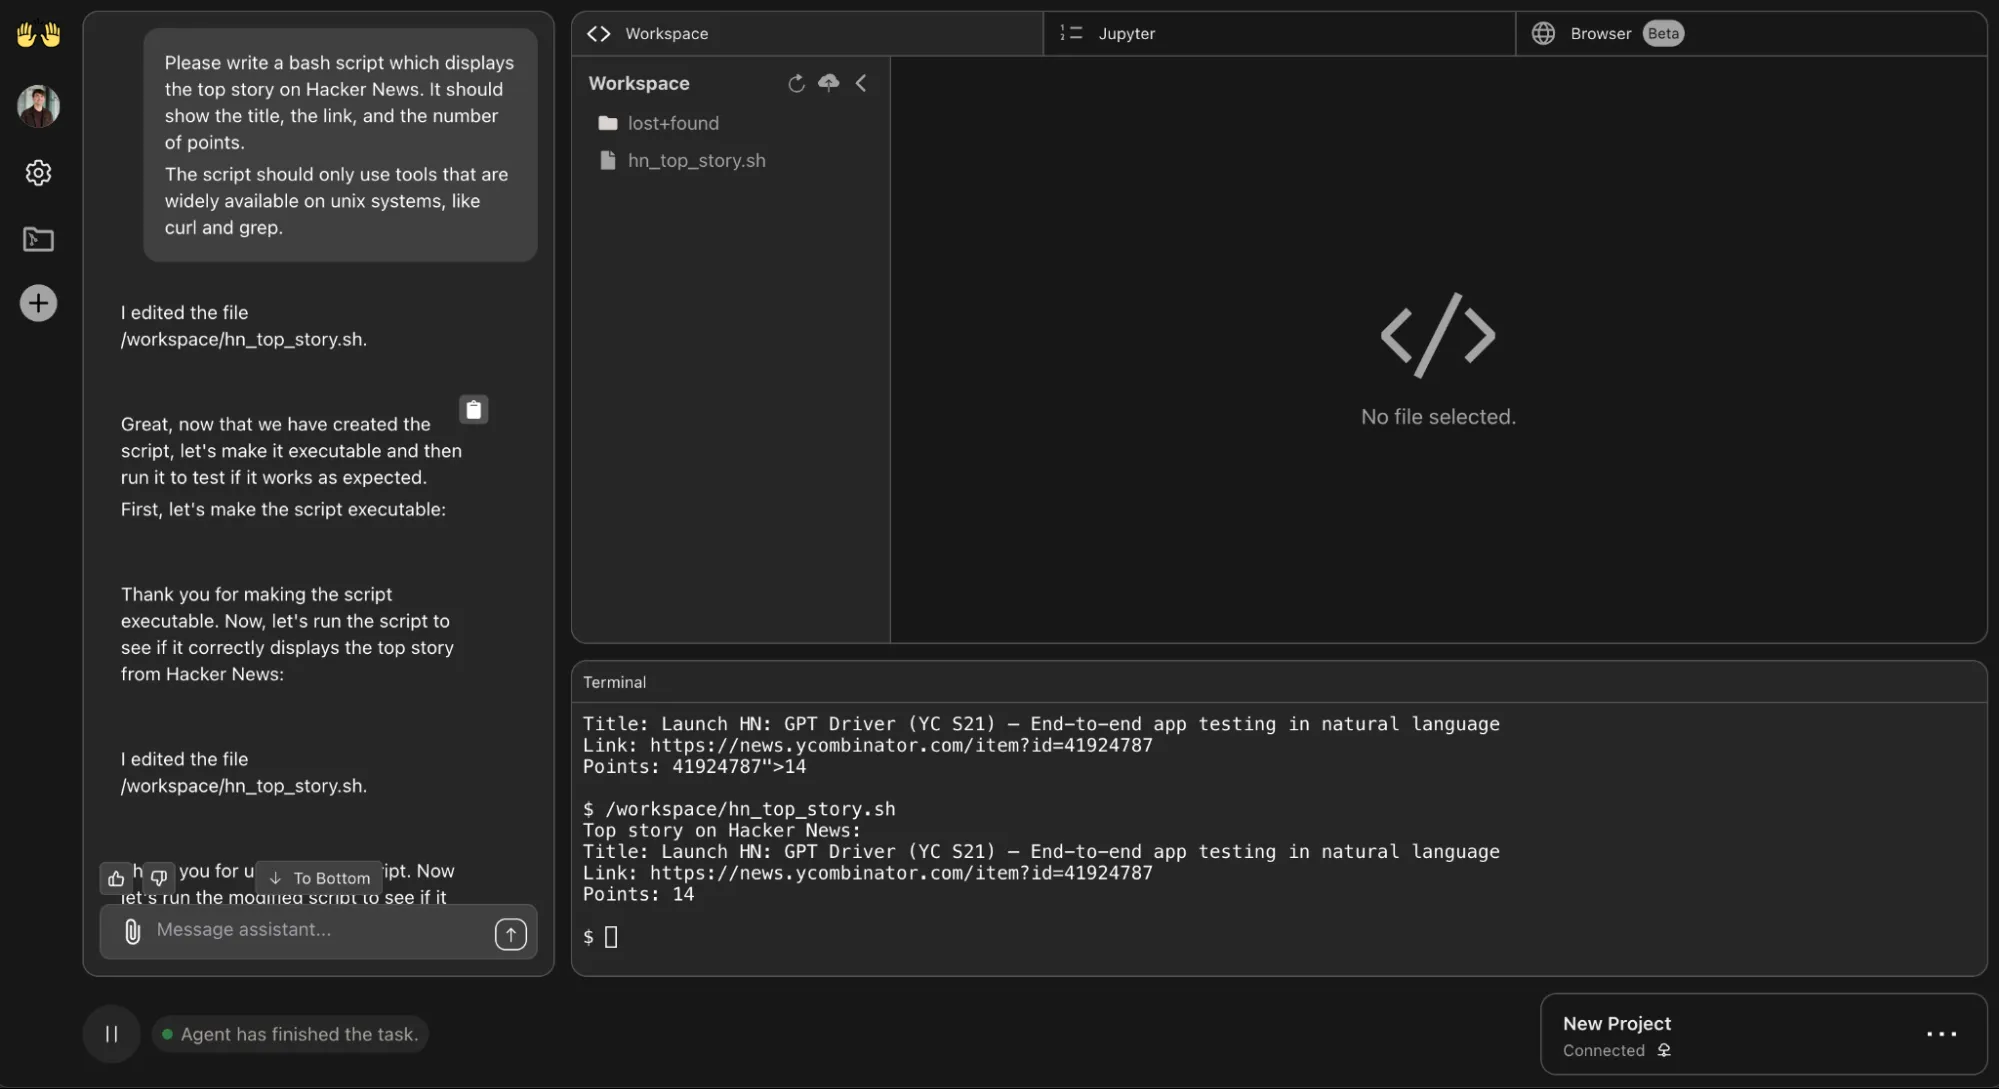 Please write a bash script which displays
the top story on Hacker News. It should
show the title, the link, and the number
of points.
The script should only use tools that are
widely available on unix systems, like
curl and grep.
I edited the file
/workspace/hn_top_story.sh.
Great, now that we have created the
script, let's make it executable and then
run it to test if it works as expected.
First, let's make the script executable:
Thank you for making the script
executable. Now, let's run the script to
see if it correctly displays the top story
from Hacker News:
I edited the file
/workspace/hn_top_story.sh.
you for u ript. Now
To Bottom
let's run the modified script to see if it
Message assistant...
Agent has finished the task.
Workspace
Jupyter
Browser Beta
Workspace
lost+found
hn_top_story.sh
</>
No file selected.
Terminal
Title: Launch HN: GPT Driver (YC S21) – End-to-end app testing in natural language
Link: https://news.ycombinator.com/item?id=41924787
Points: 41924787">14
$ /workspace/hn_top_story.sh
Top story on Hacker News:
Title: Launch HN: GPT Driver (YC S21) – End-to-end app testing in natural language
Link: https://news.ycombinator.com/item?id=41924787
Points: 14
$
New Project
Connected